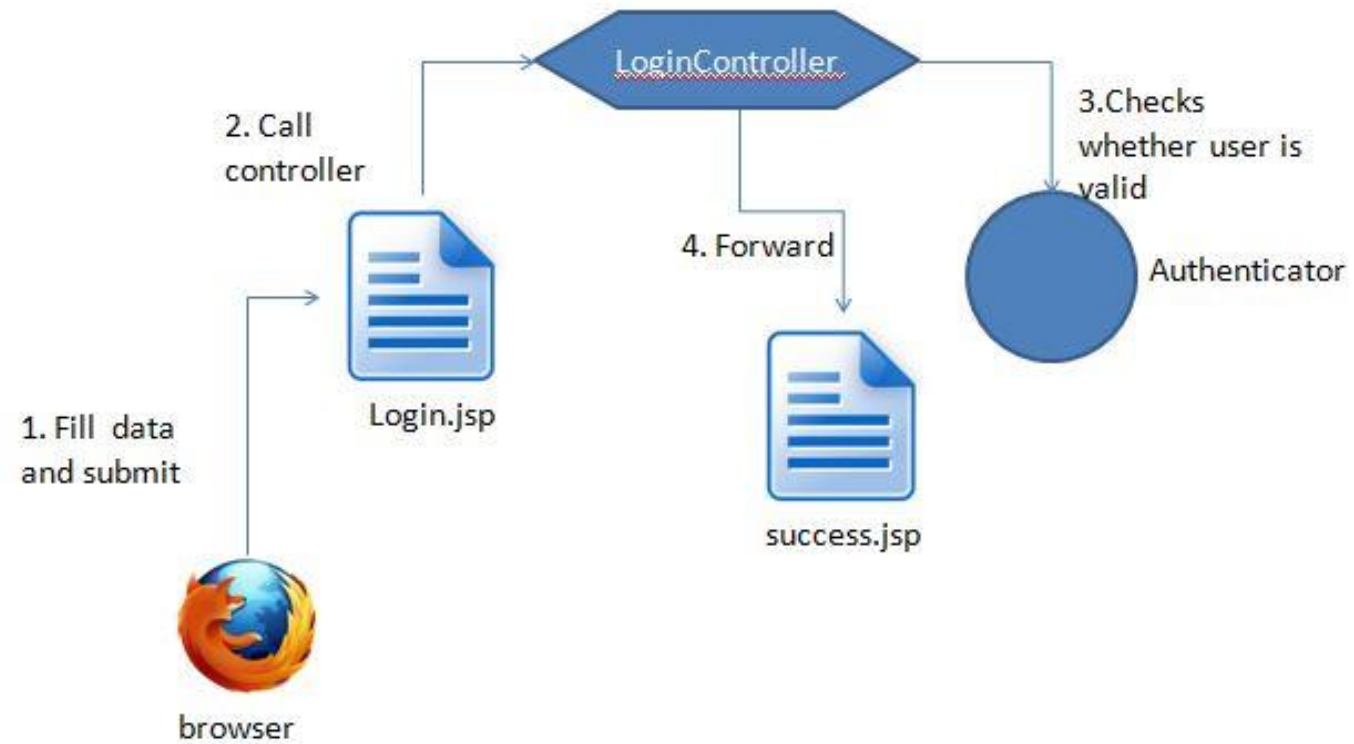 LoginController
2. Call
controller
3.Checks
whether user is
valid
4. Forward
Authenticator
Login.jsp
1. Fill data
and submit
success.jsp
browser